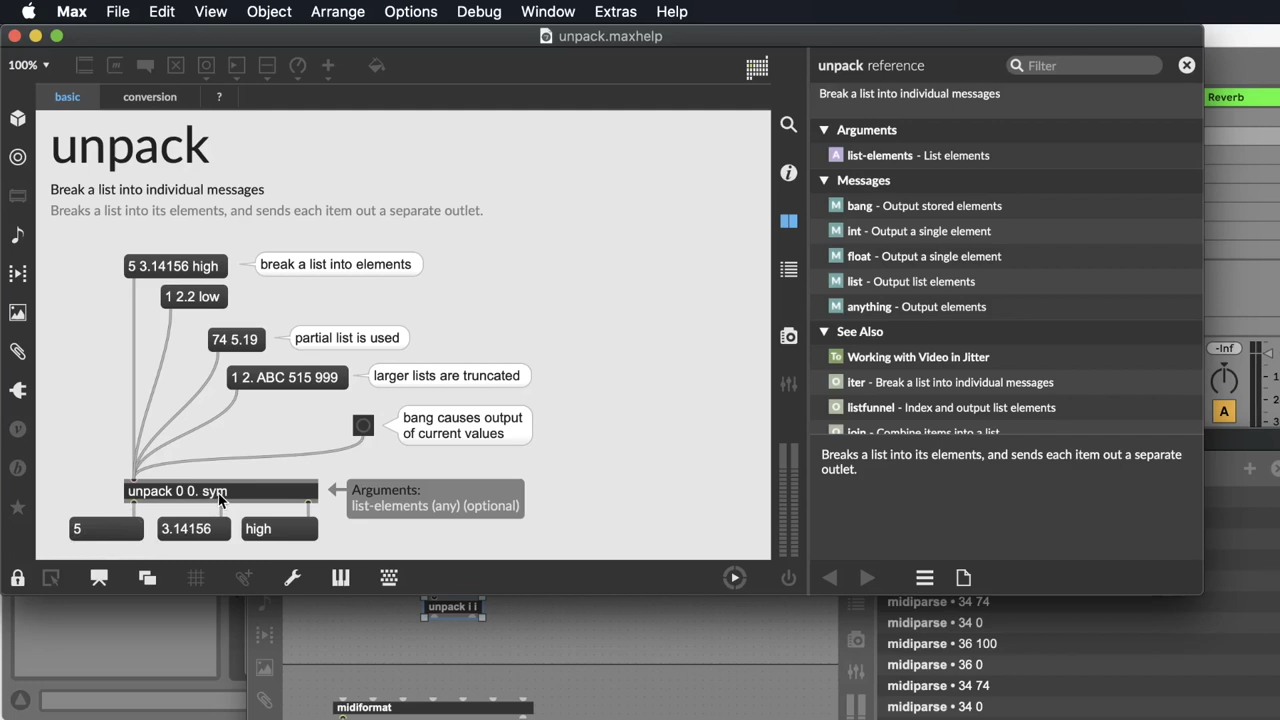 Max File Edit View Object Arrange Options Debug Window Extras Help
unpack.maxhelp
100%
basic conversion ?
unpack
Break a list into individual messages
Breaks a list into its elements, and sends each item out a separate outlet.
5 3.14156 high
break a list into elements
1 2.2 low
74 5.19
partial list is used
1 2. ABC 515 999
larger lists are truncated
bang causes output
of current values
unpack 0 0. sym
Arguments:
list-elements (any) (optional)
5
3.14156
high
unpack reference
Filter
Break a list into individual messages
Arguments
A list-elements - List elements
Messages
M bang - Output stored elements
M int - Output a single element
M float - Output a single element
M list - Output list elements
M anything - Output elements
See Also
To Working with Video in Jitter
O iter - Break a list into individual messages
O listfunnel - Index and output list elements
O join - Combine items into a list
Breaks a list into its elements, and sends each item out a separate
outlet.
Reverb
-Inf
A
unpack i i
midiformat
midiparse • 34 74
midiparse • 34 0
midiparse • 36 100
midiparse • 36 0
midiparse • 34 74
midiparse • 34 0